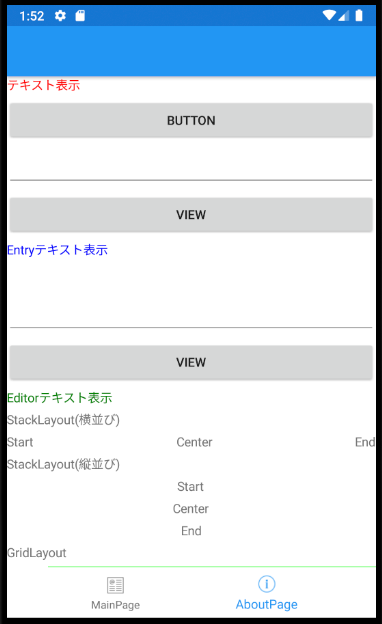 1:52
テキスト表示
BUTTON
VIEW
Entryテキスト表示
VIEW
Editorテキスト表示
StackLayout(横並び)
Start Center End
StackLayout(縦並び)
Start
Center
End
GridLayout
MainPage AboutPage